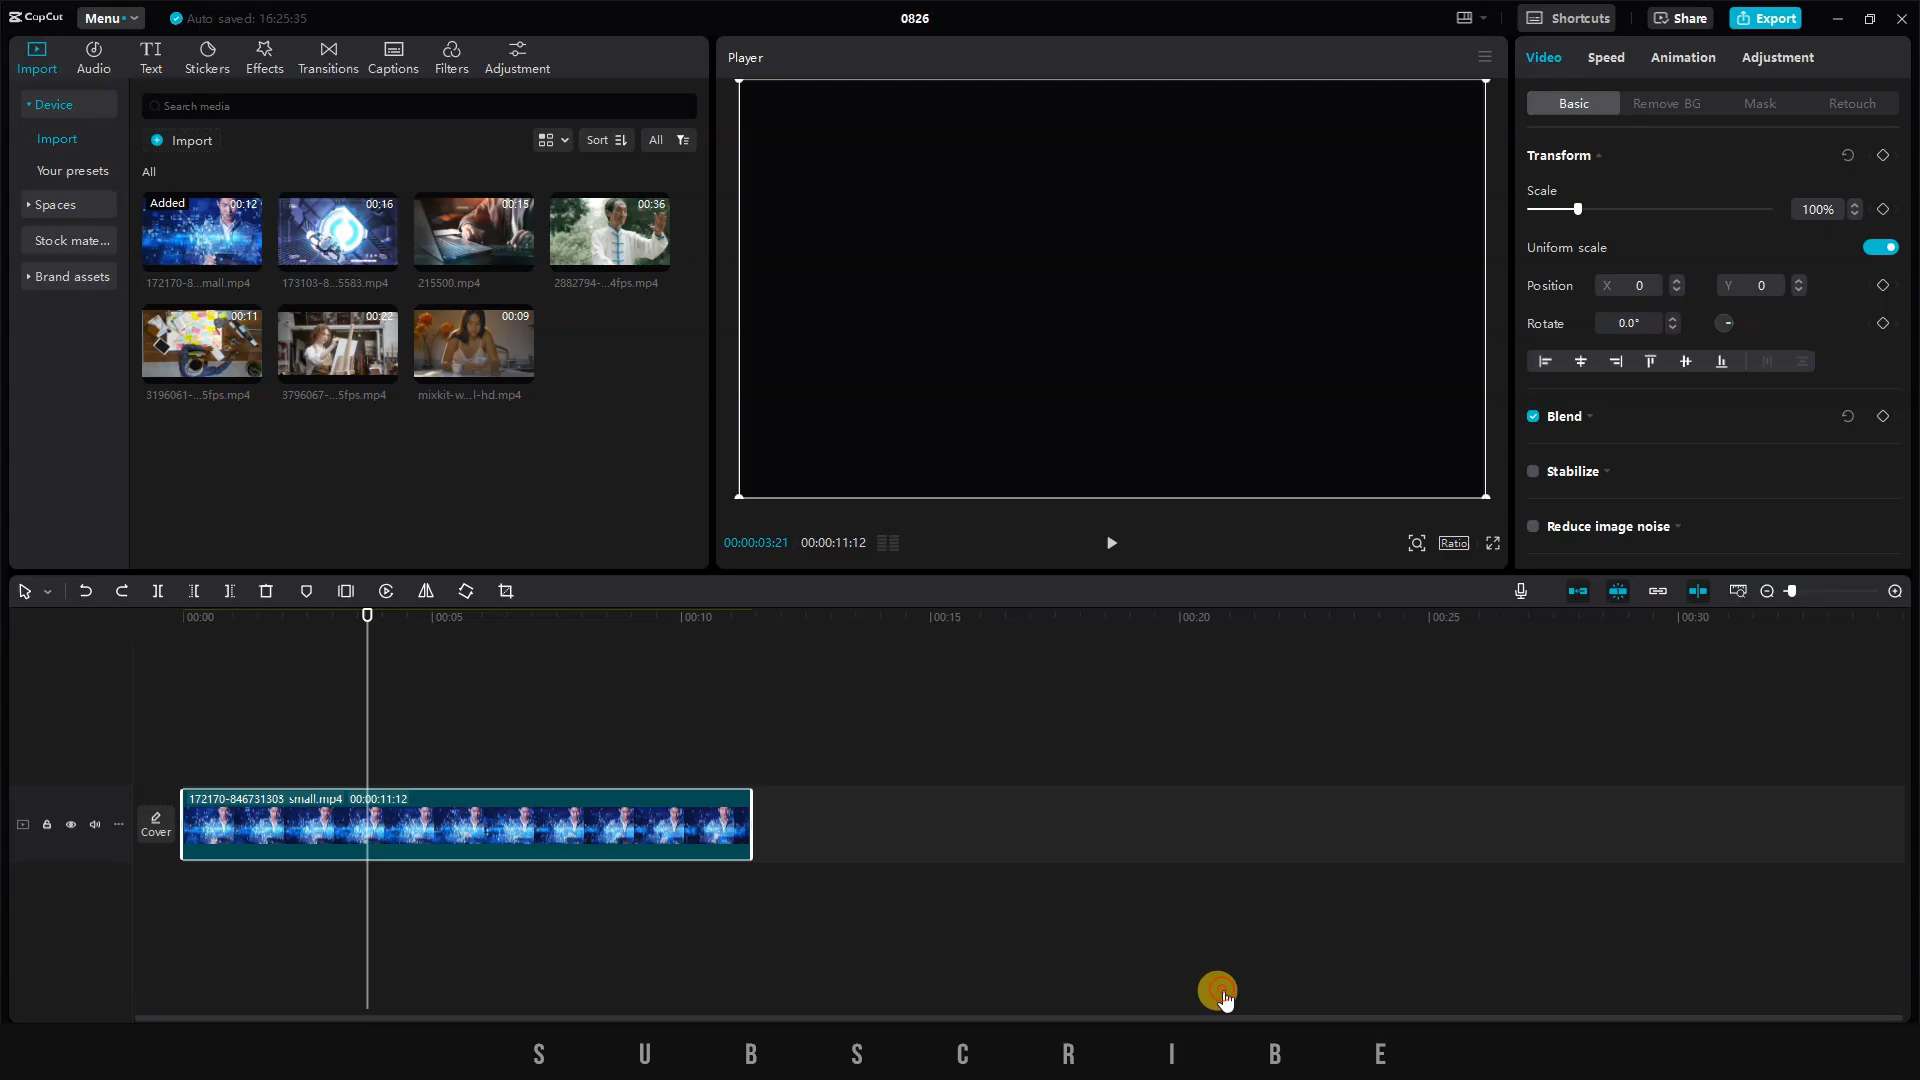 CapCut
Menu
Auto saved: 16:25:35
0826
Shortcuts
Share
Export
Import
Audio
TI
Text
Stickers
Effects
Transitions
Captions
Filters
Adjustment
Device
Import
Your presets
Spaces
Stock mate...
Brand assets
Search media
Import
Sort
All
All
Added
00:12
00:16
00:15
00:36
172170-8...mall.mp4
173103-8...5583.mp4
215500.mp4
2882794-...4fps.mp4
00:11
00:22
00:09
3196061-...5fps.mp4
3796067-...5fps.mp4
mixkit-w...l-hd.mp4
Player
00:00:03:21
00:00:11:12
Ratio
Video
Speed
Animation
Adjustment
Basic
Remove BG
Mask
Retouch
Transform
Scale
100%
Uniform scale
Position
X 0
Y 0
Rotate
0.0°
Blend
Stabilize
Reduce image noise
00:00
00:05
00:10
00:15
00:20
00:25
00:30
Cover
172170-846731303_small.mp4 00:00:11:12
SUBSCRIBE